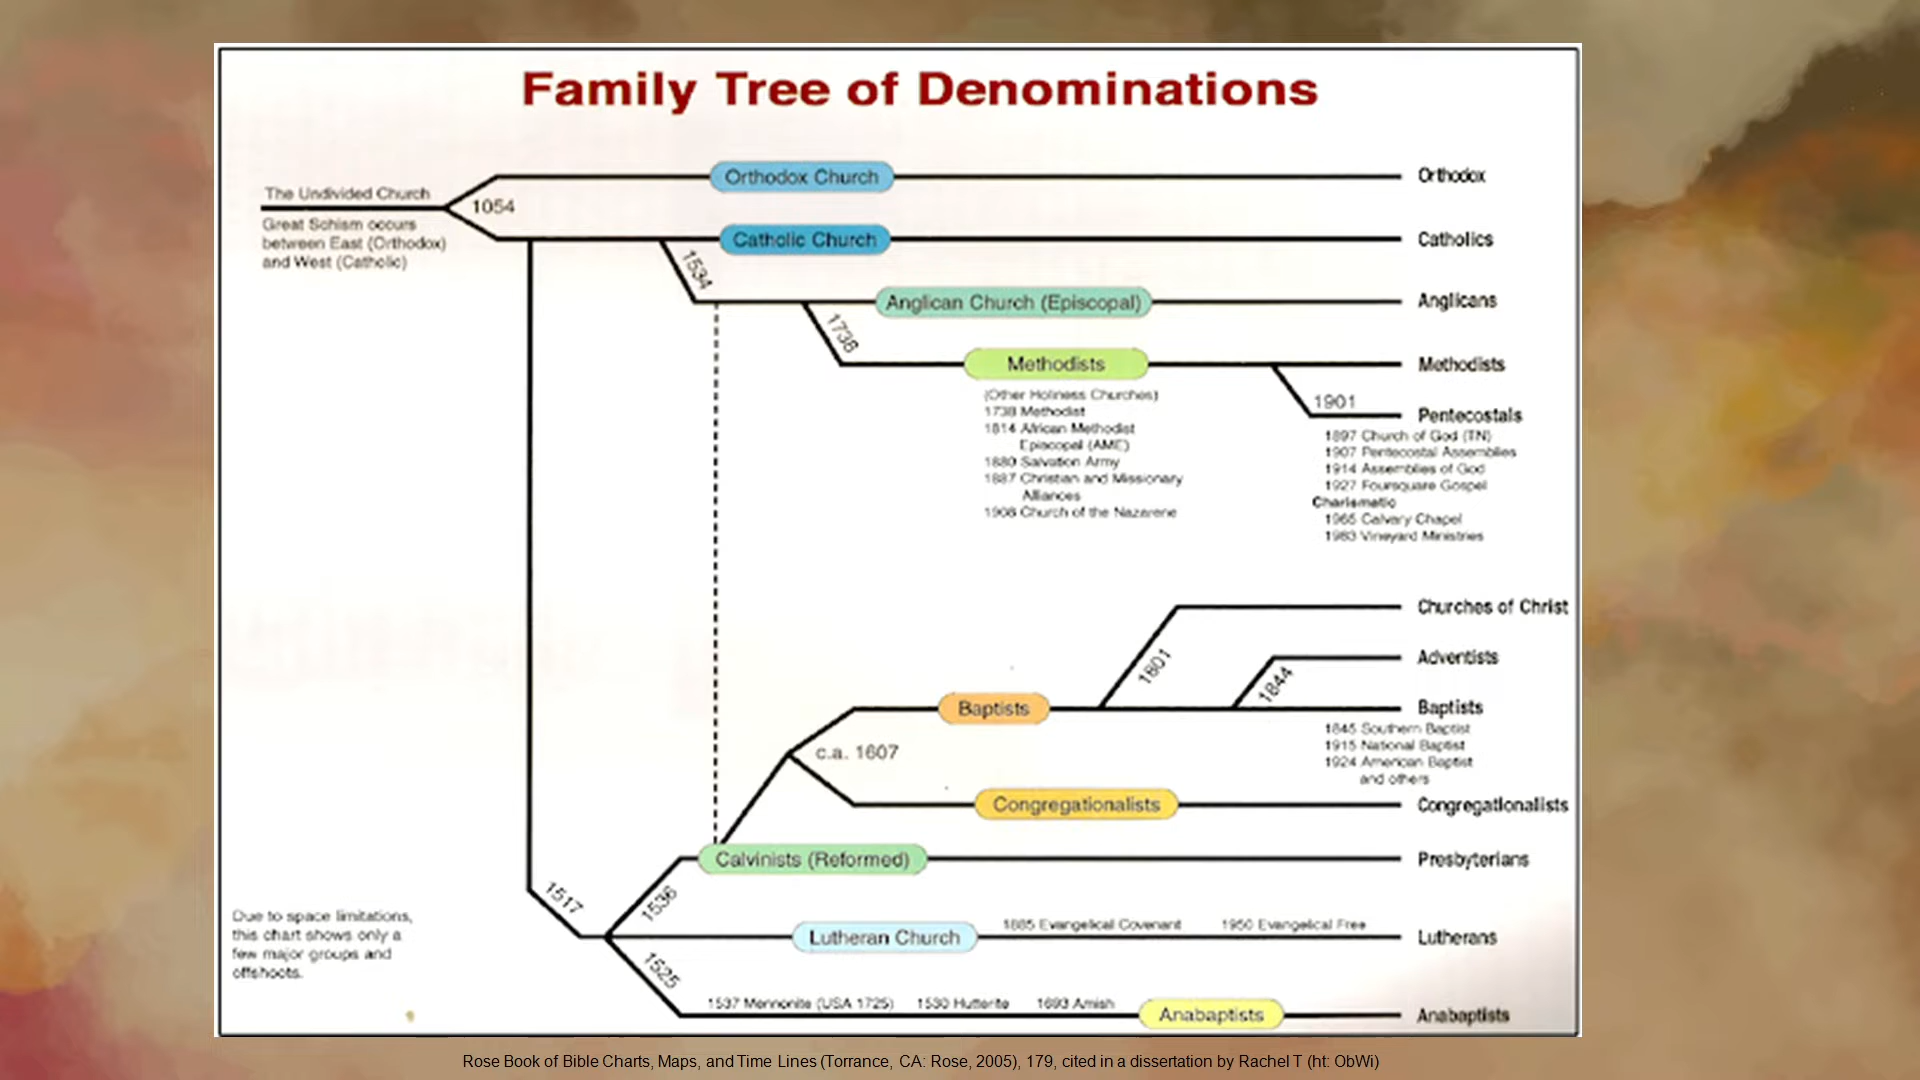 Family Tree of Denominations
Orthodox Church
Orthodox
The Undivided Church
1054
Great Schism occurs
between East (Orthodox)
and West (Catholic)
Catholic Church
Catholics
1534
Anglican Church (Episcopal)
Anglicans
1738
Methodists
Methodists
(Other Holiness Churches)
1738 Methodist
1814 African Methodist
Episcopal (AME)
1880 Salvation Army
1887 Christian and Missionary
Alliances
1908 Church of the Nazarene
1901
Pentecostals
1897 Church of God (TN)
1907 Pentecostal Assemblies
1914 Assemblies of God
1927 Foursquare Gospel
Charismatic
1965 Calvary Chapel
1983 Vineyard Ministries
Churches of Christ
1801
Adventists
1844
Baptists
Baptists
1845 Southern Baptist
1915 National Baptist
1924 American Baptist
and others
c.a. 1607
Congregationalists
Congregationalists
Calvinists (Reformed)
Presbyterians
1517
1536
Due to space limitations,
this chart shows only a
few major groups and
offshoots.
1885 Evangelical Covenant
1950 Evangelical Free
Lutheran Church
Lutherans
1525
1537 Mennonite (USA 1725)
1530 Hutterite
1693 Amish
Anabaptists
Anabaptists
Rose Book of Bible Charts, Maps, and Time Lines (Torrance, CA: Rose, 2005), 179, cited in a dissertation by Rachel T (ht: ObWi)